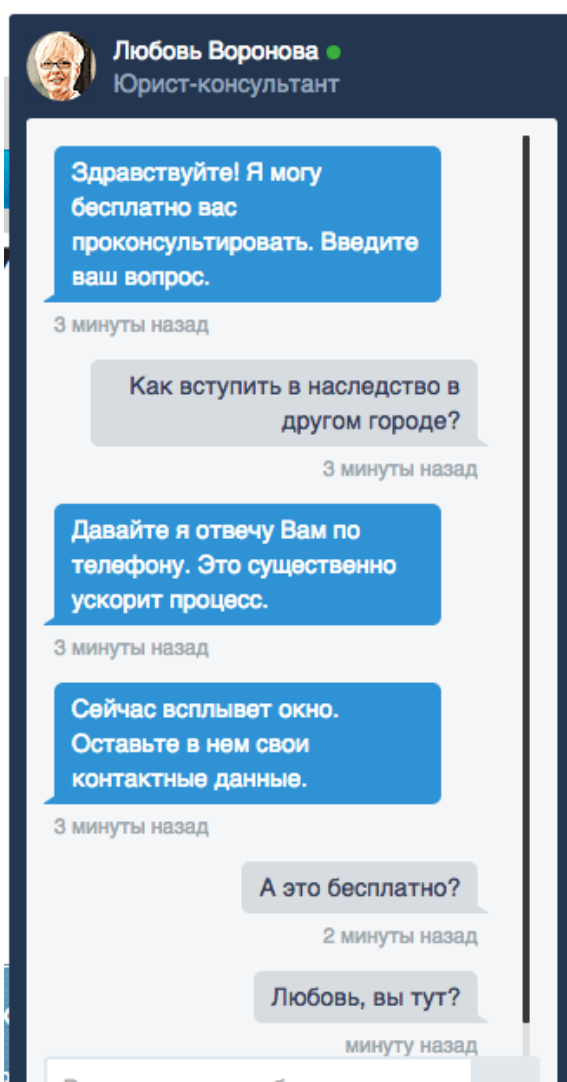 Любовь Воронова
Юрист-консультант
Здравствуйте! Я могу
бесплатно вас
проконсультировать. Введите
ваш вопрос.
3 минуты назад
Как вступить в наследство в
другом городе?
3 минуты назад
Давайте я отвечу Вам по
телефону. Это существенно
ускорит процесс.
3 минуты назад
Сейчас всплывет окно.
Оставьте в нем свои
контактные данные.
3 минуты назад
А это бесплатно?
2 минуты назад
Любовь, вы тут?
минуту назад